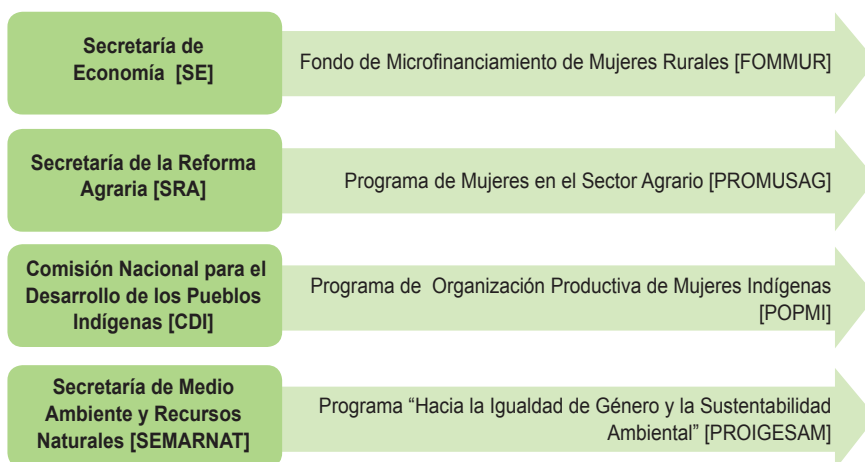 Secretaría de
Economía [SE]
Fondo de Microfinanciamiento de Mujeres Rurales [FOMMUR]
Secretaría de la Reforma
Agraria [SRA]
Programa de Mujeres en el Sector Agrario [PROMUSAG]
Comisión Nacional para el
Desarrollo de los Pueblos
Indígenas [CDI]
Programa de Organización Productiva de Mujeres Indígenas
[POPMI]
Secretaría de Medio
Ambiente y Recursos
Naturales [SEMARNAT]
Programa “Hacia la Igualdad de Género y la Sustentabilidad
Ambiental” [PROIGESAM]